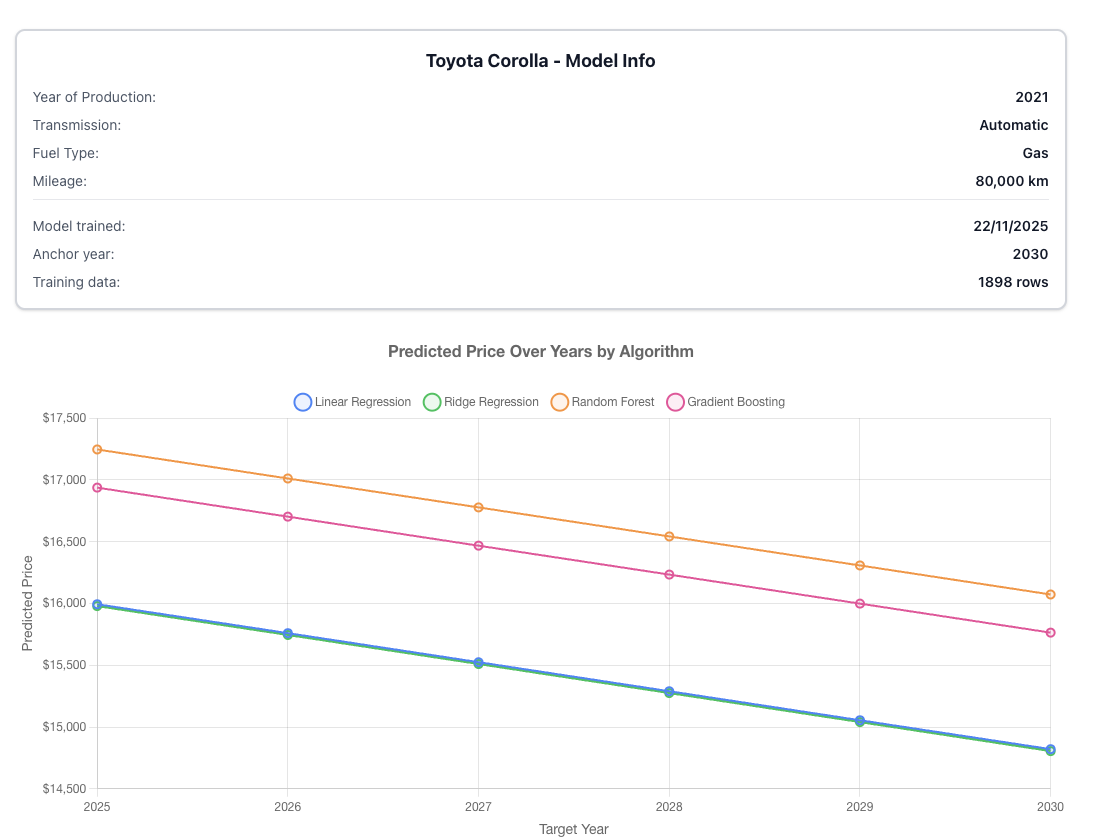 Toyota Corolla - Model Info
Year of Production: 2021
Transmission: Automatic
Fuel Type: Gas
Mileage: 80,000 km
Model trained: 22/11/2025
Anchor year: 2030
Training data: 1898 rows
Predicted Price Over Years by Algorithm
Linear Regression Ridge Regression Random Forest Gradient Boosting
$17,500
$17,000
$16,500
$16,000
$15,500
$15,000
$14,500
Predicted Price
2025 2026 2027 2028 2029 2030
Target Year